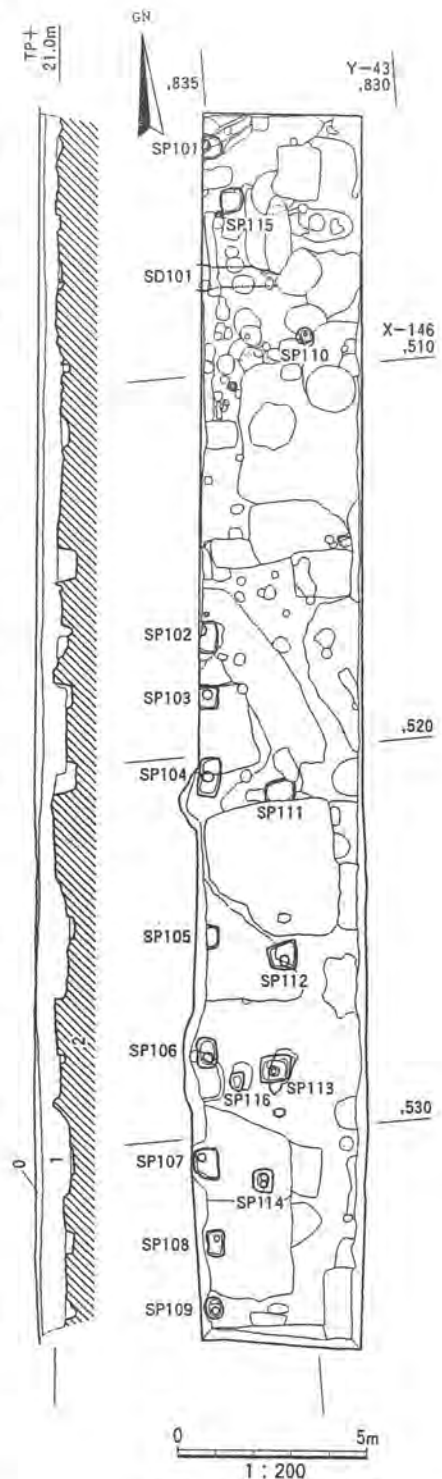 TP+
21.0m
GN
,835
Y-43
,830
SP101
SP115
SD101
SP110
X-146
,510
SP102
SP103
,520
SP104
SP111
SP105
SP112
SP106
SP113
SP116
,530
SP107
SP114
SP108
SP109
0
1
2
0 5m
1:200